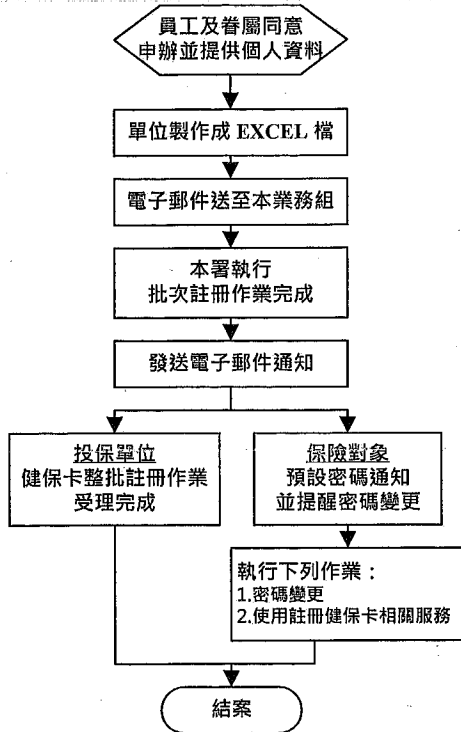 員工及眷屬同意
申辦並提供個人資料
單位製作成 EXCEL 檔
電子郵件送至本業務組
本署執行
批次註冊作業完成
發送電子郵件通知
投保單位
健保卡整批註冊作業
受理完成
保險對象
預設密碼通知
並提醒密碼變更
執行下列作業：
1.密碼變更
2.使用註冊健保卡相關服務
結案